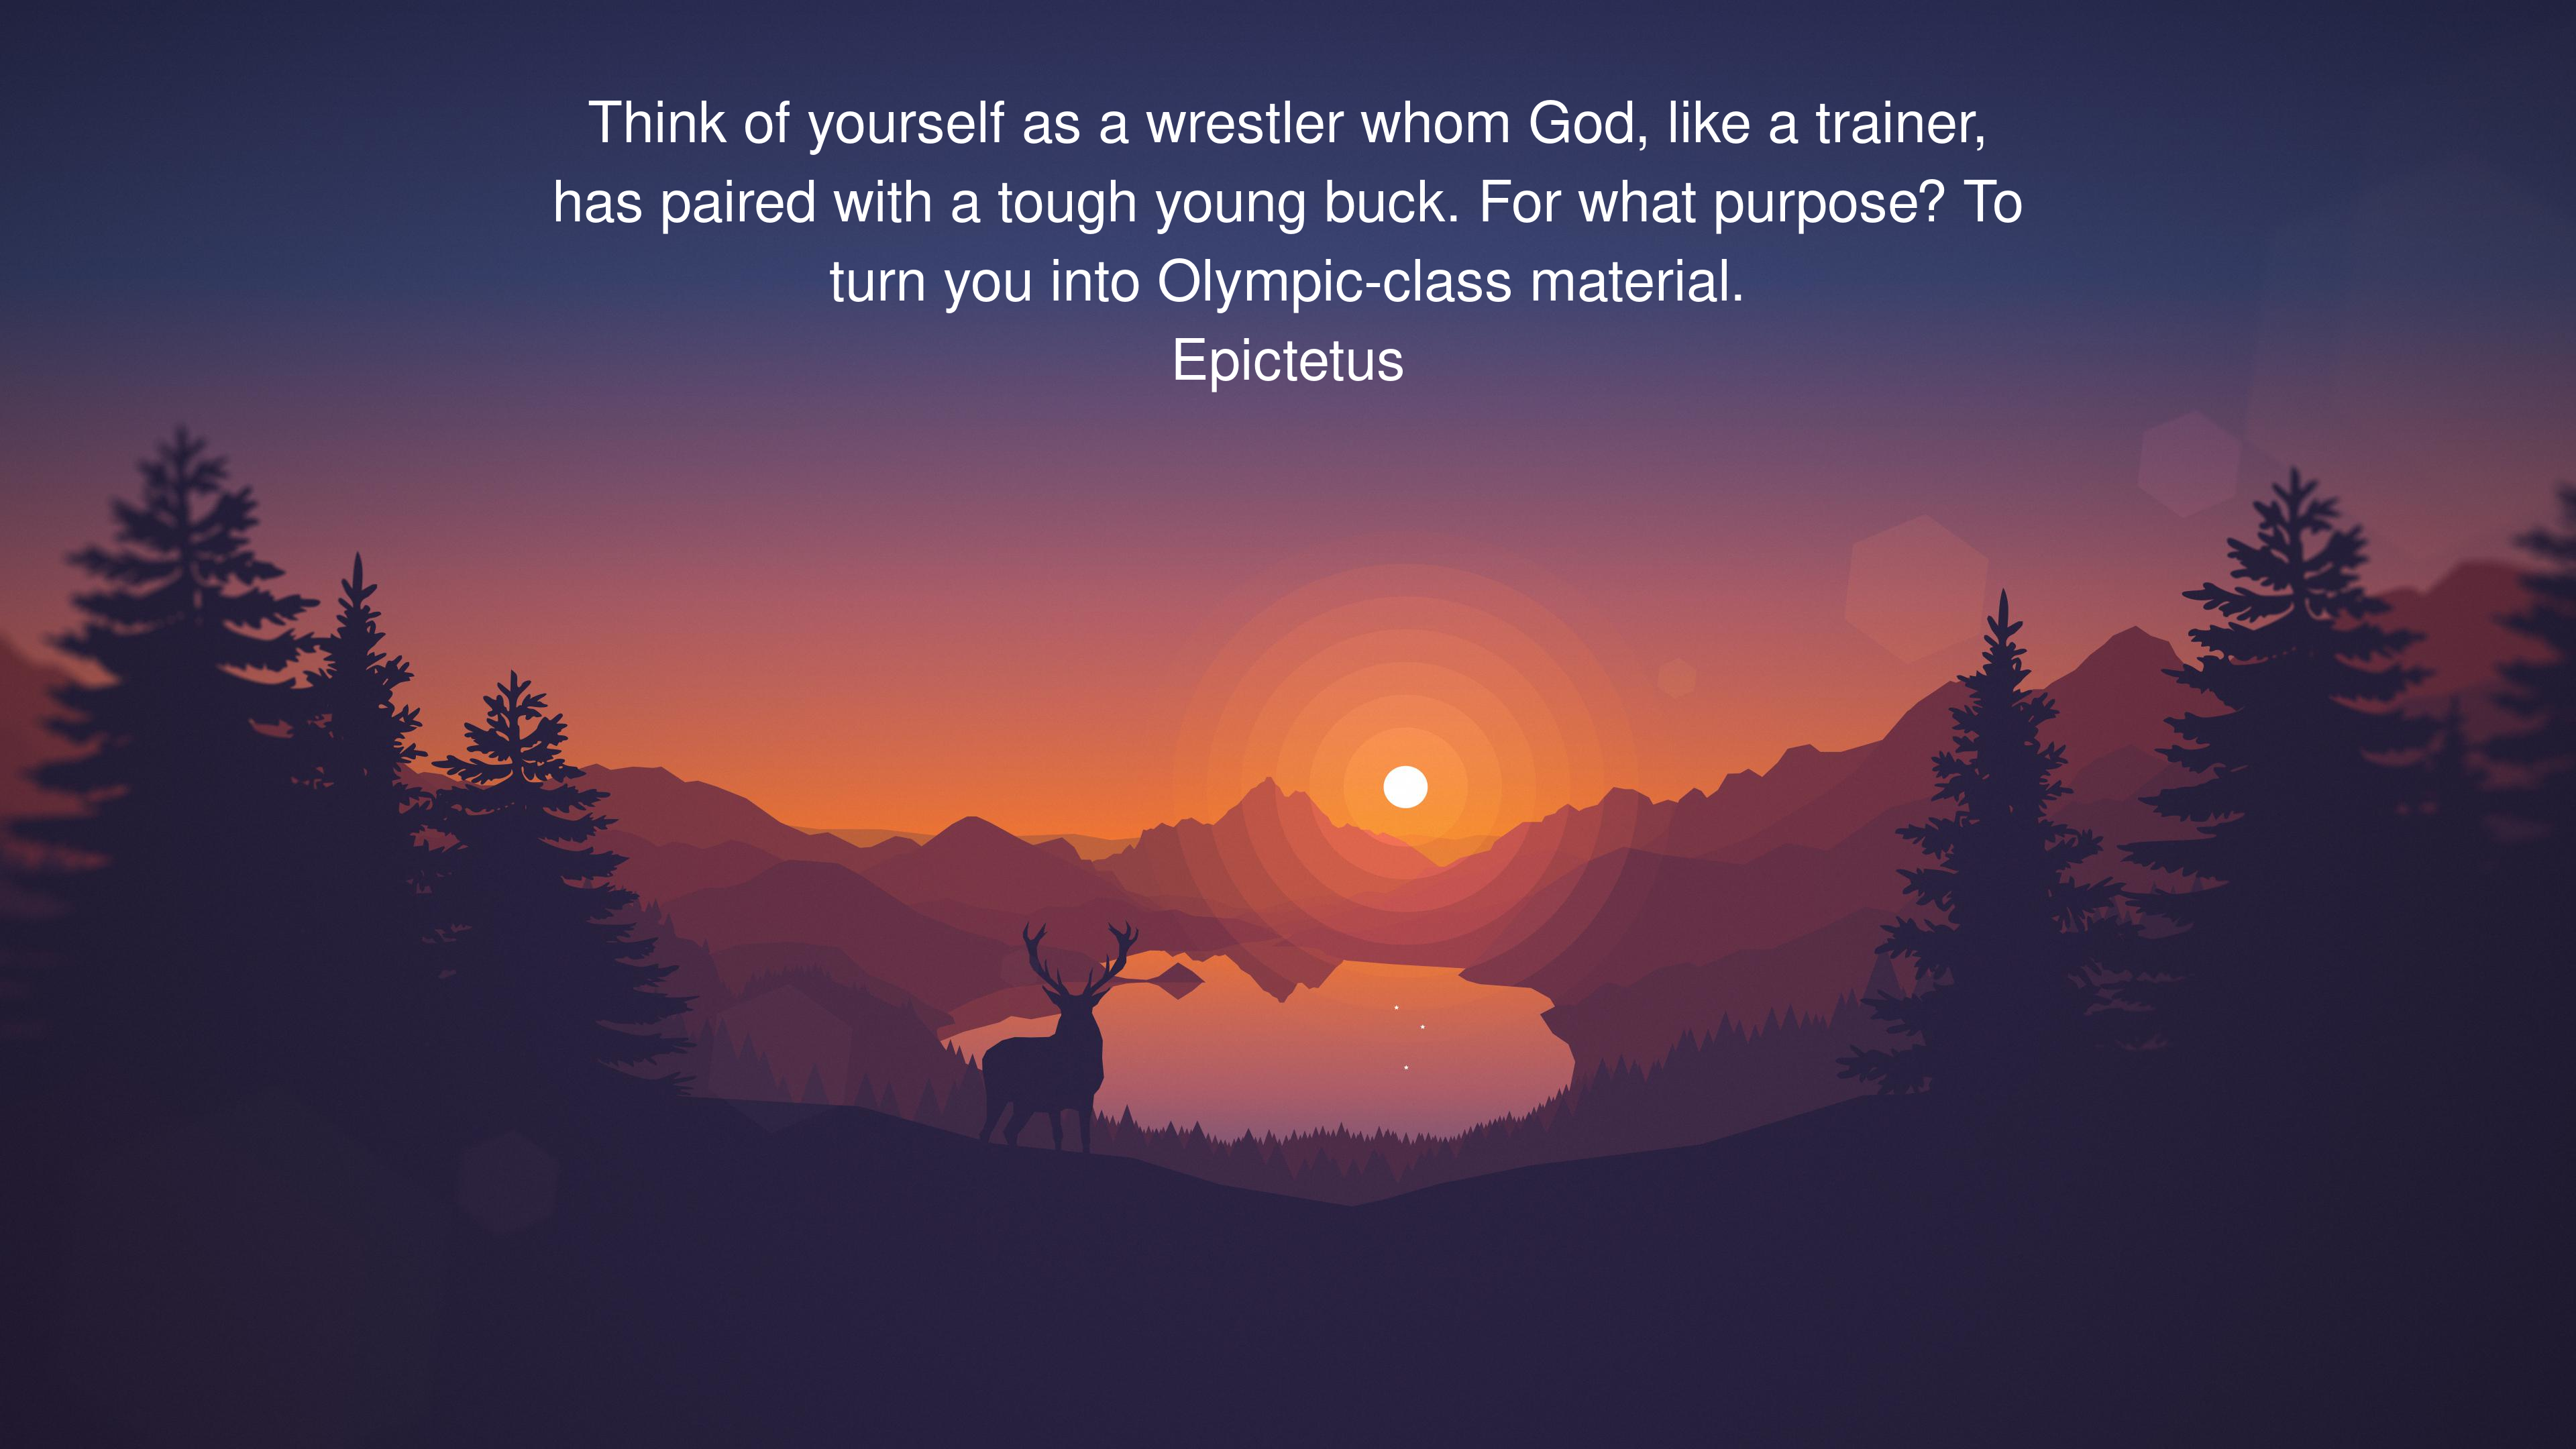 Think of yourself as a wrestler whom God, like a trainer,
has paired with a tough young buck. For what purpose? To
turn you into Olympic-class material.
Epictetus